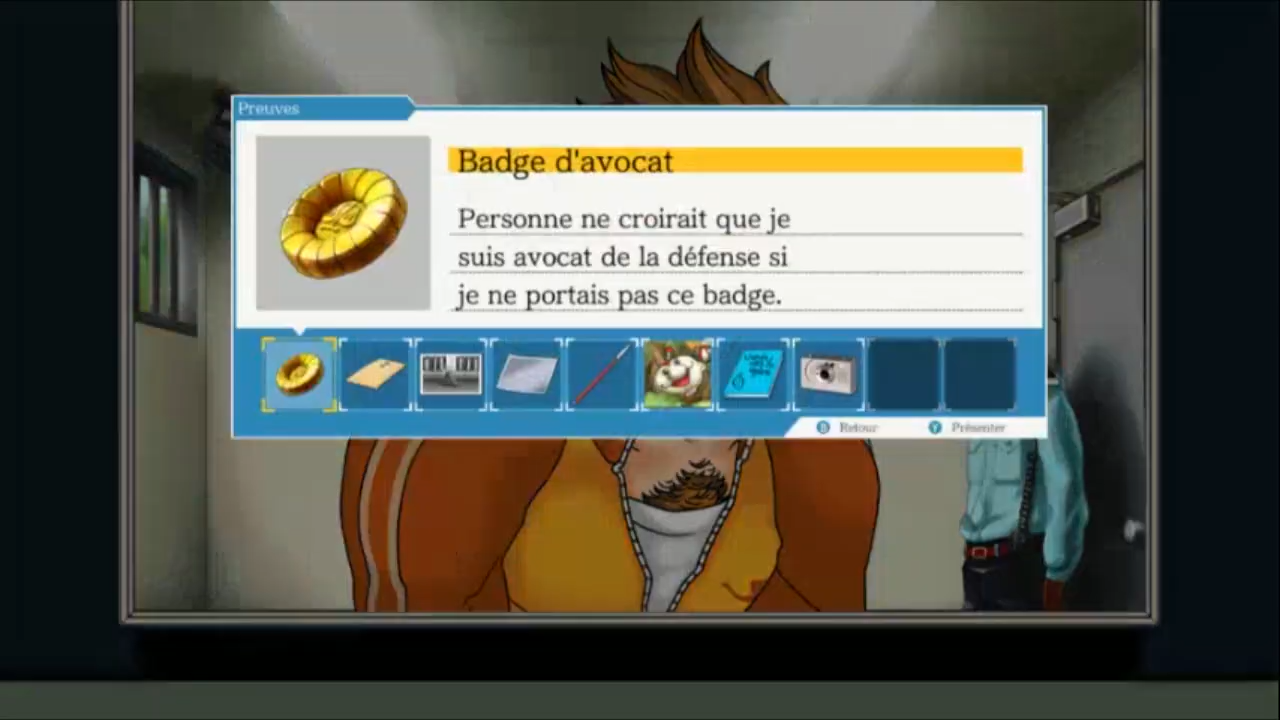 Preuves
Badge d'avocat
Personne ne croirait que je
suis avocat de la défense si
je ne portais pas ce badge.
B Retour
Y Présenter